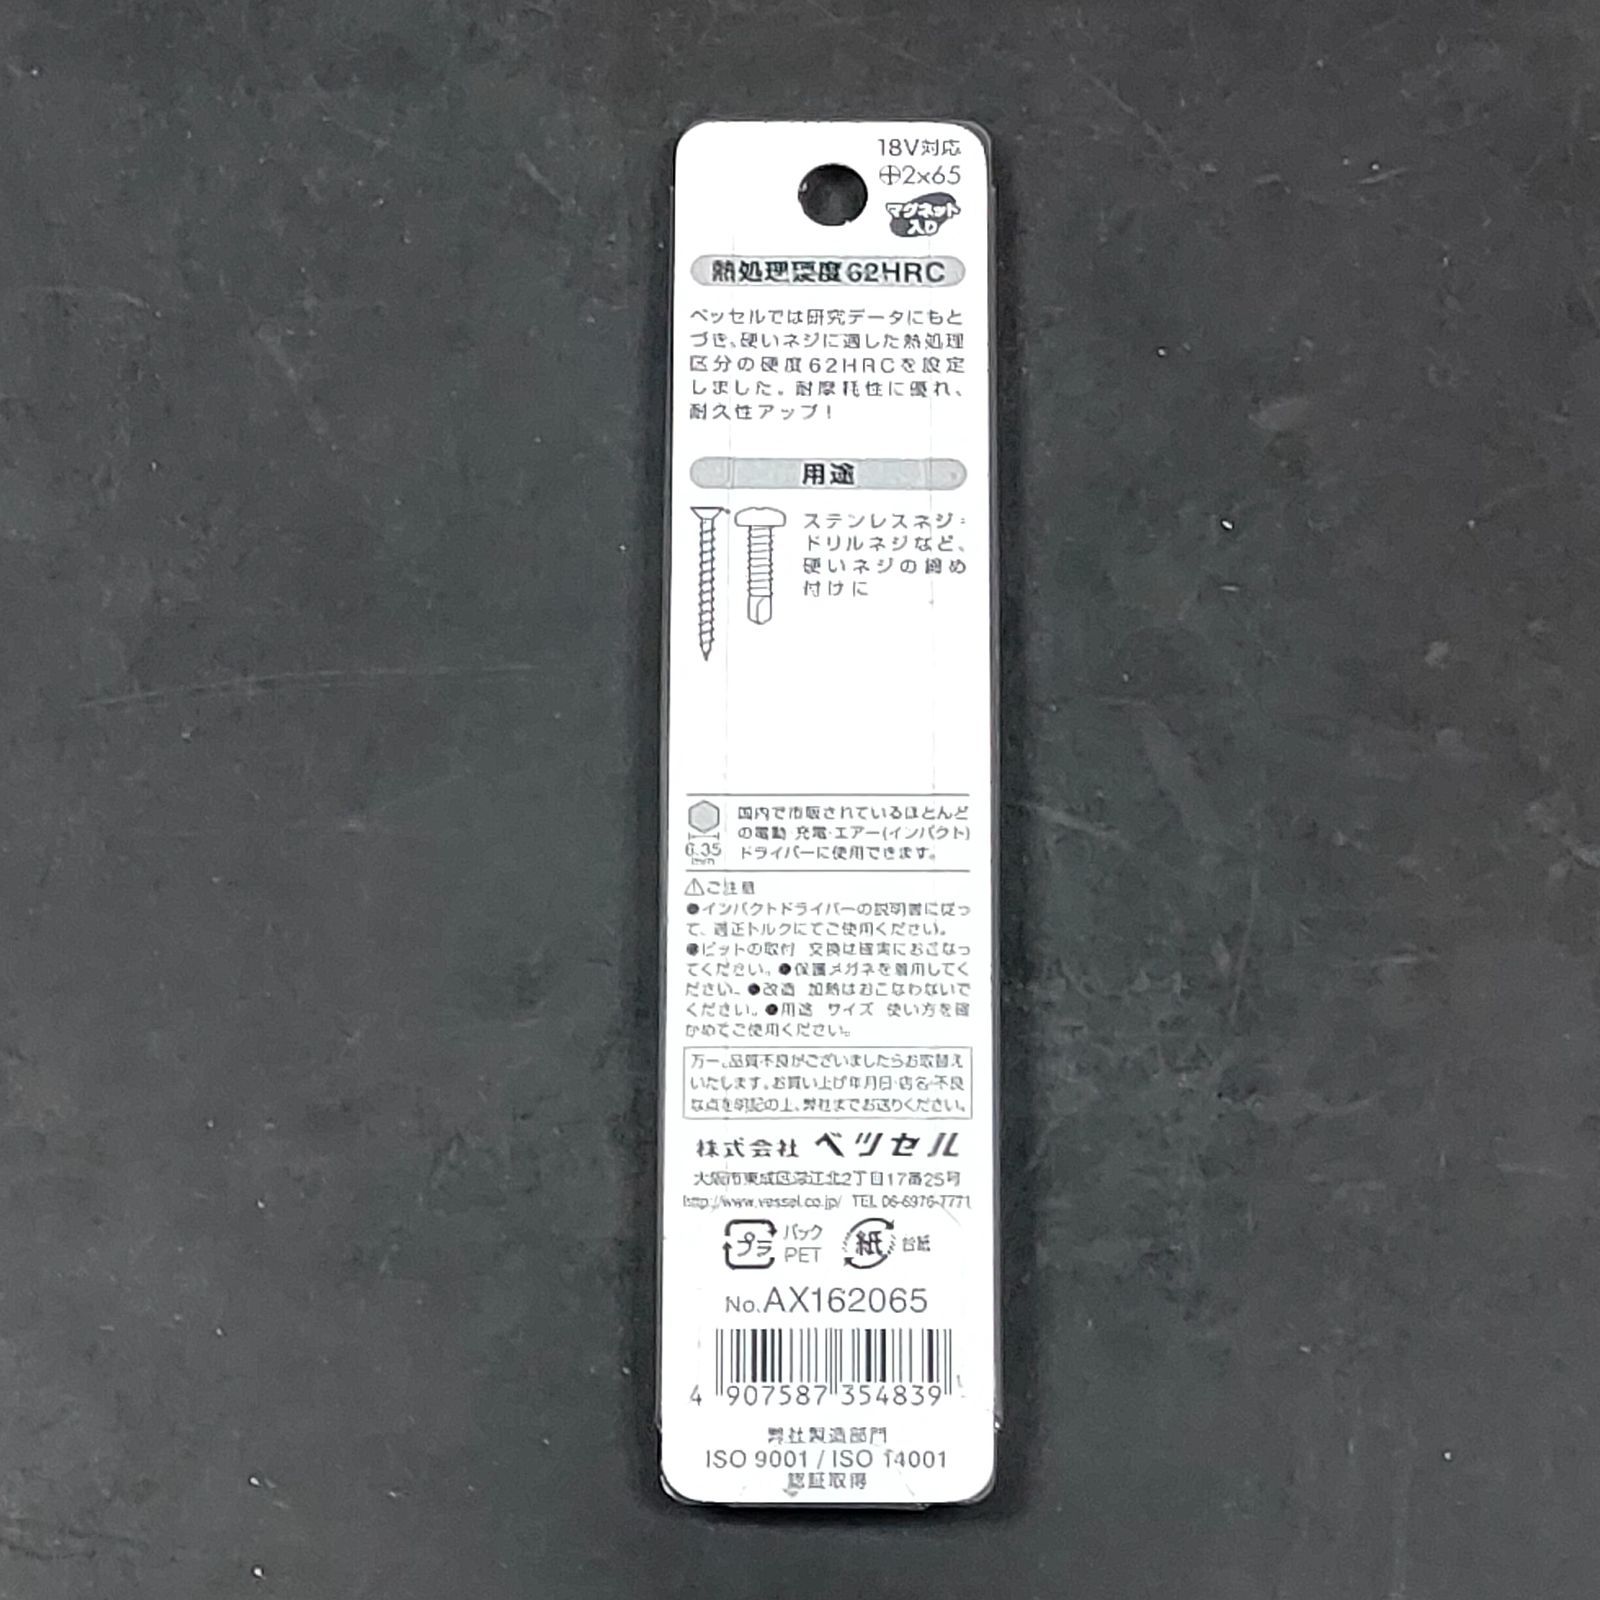 18V対応
⊕2×65
マグネット
入り
熱処理硬度62HRC
ベッセルでは研究データにもと
づき、硬いネジに適した熱処理
区分の硬度62HRCを設定
しました。耐摩耗性に優れ、
耐久性アップ！
用途
ステンレスネジ・
ドリルネジなど、
硬いネジの締め
付けに
6.35
mm
国内で市販されているほとんど
の電動・充電・エアー(インパクト)
ドライバーに使用できます。
⚠ご注意
●インパクトドライバーの説明書に従っ
て、適正トルクにてご使用ください。
●ビットの取付・交換は確実におこなっ
てください。●保護メガネを着用してく
ださい。●改造・加熱はおこなわないで
ください。●用途・サイズ・使い方を確
かめてご使用ください。
万一、品質不良がございましたらお取替え
いたします。お買い上げ年月日・店名・不良
な点を明記の上、弊社までお送りください。
株式会社 ベッセル
大阪市東成区深江北2丁目17番25号
http://www.vessel.co.jp/ TEL 06-6976-7771
プラ パック
PET
紙 台紙
No.AX162065
4 907587 354839
弊社製造部門
ISO 9001 / ISO 14001
認証取得